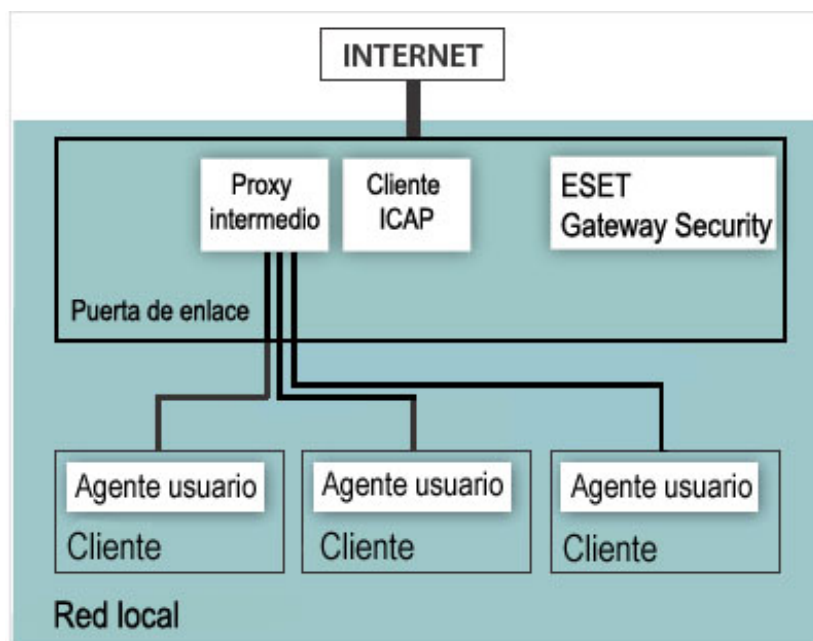 INTERNET
Proxy
intermedio
Cliente
ICAP
ESET
Gateway Security
Puerta de enlace
Agente usuario
Cliente
Agente usuario
Cliente
Agente usuario
Cliente
Red local